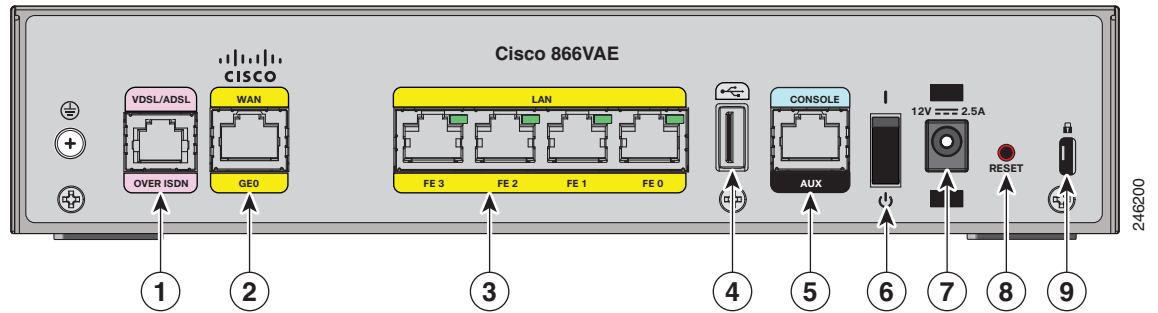 Cisco 866VAE
CISCO
VDSL/ADSL
OVER ISDN
WAN
GE0
LAN
FE 3 FE 2 FE 1 FE 0
CONSOLE
AUX
12V 2.5A
RESET
246200
1 2 3 4 5 6 7 8 9